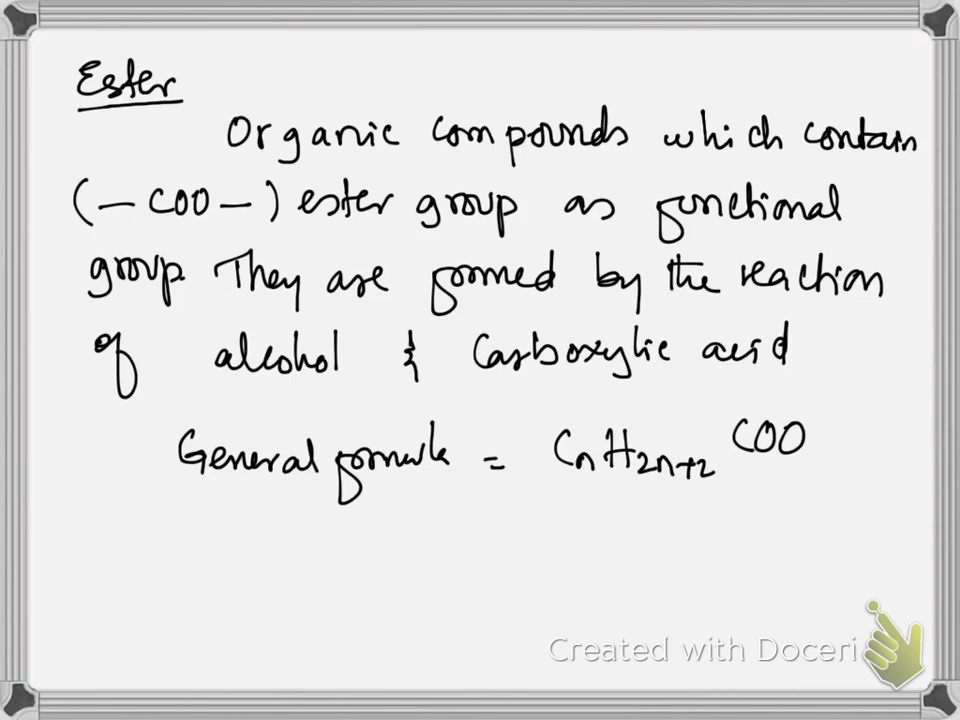 Ester
Organic compounds which contain
(-COO-) ester group as functional
group. They are formed by the reaction
of alcohol & Carboxylic acid
General formula = CnH2n+2 COO
Created with Doceri